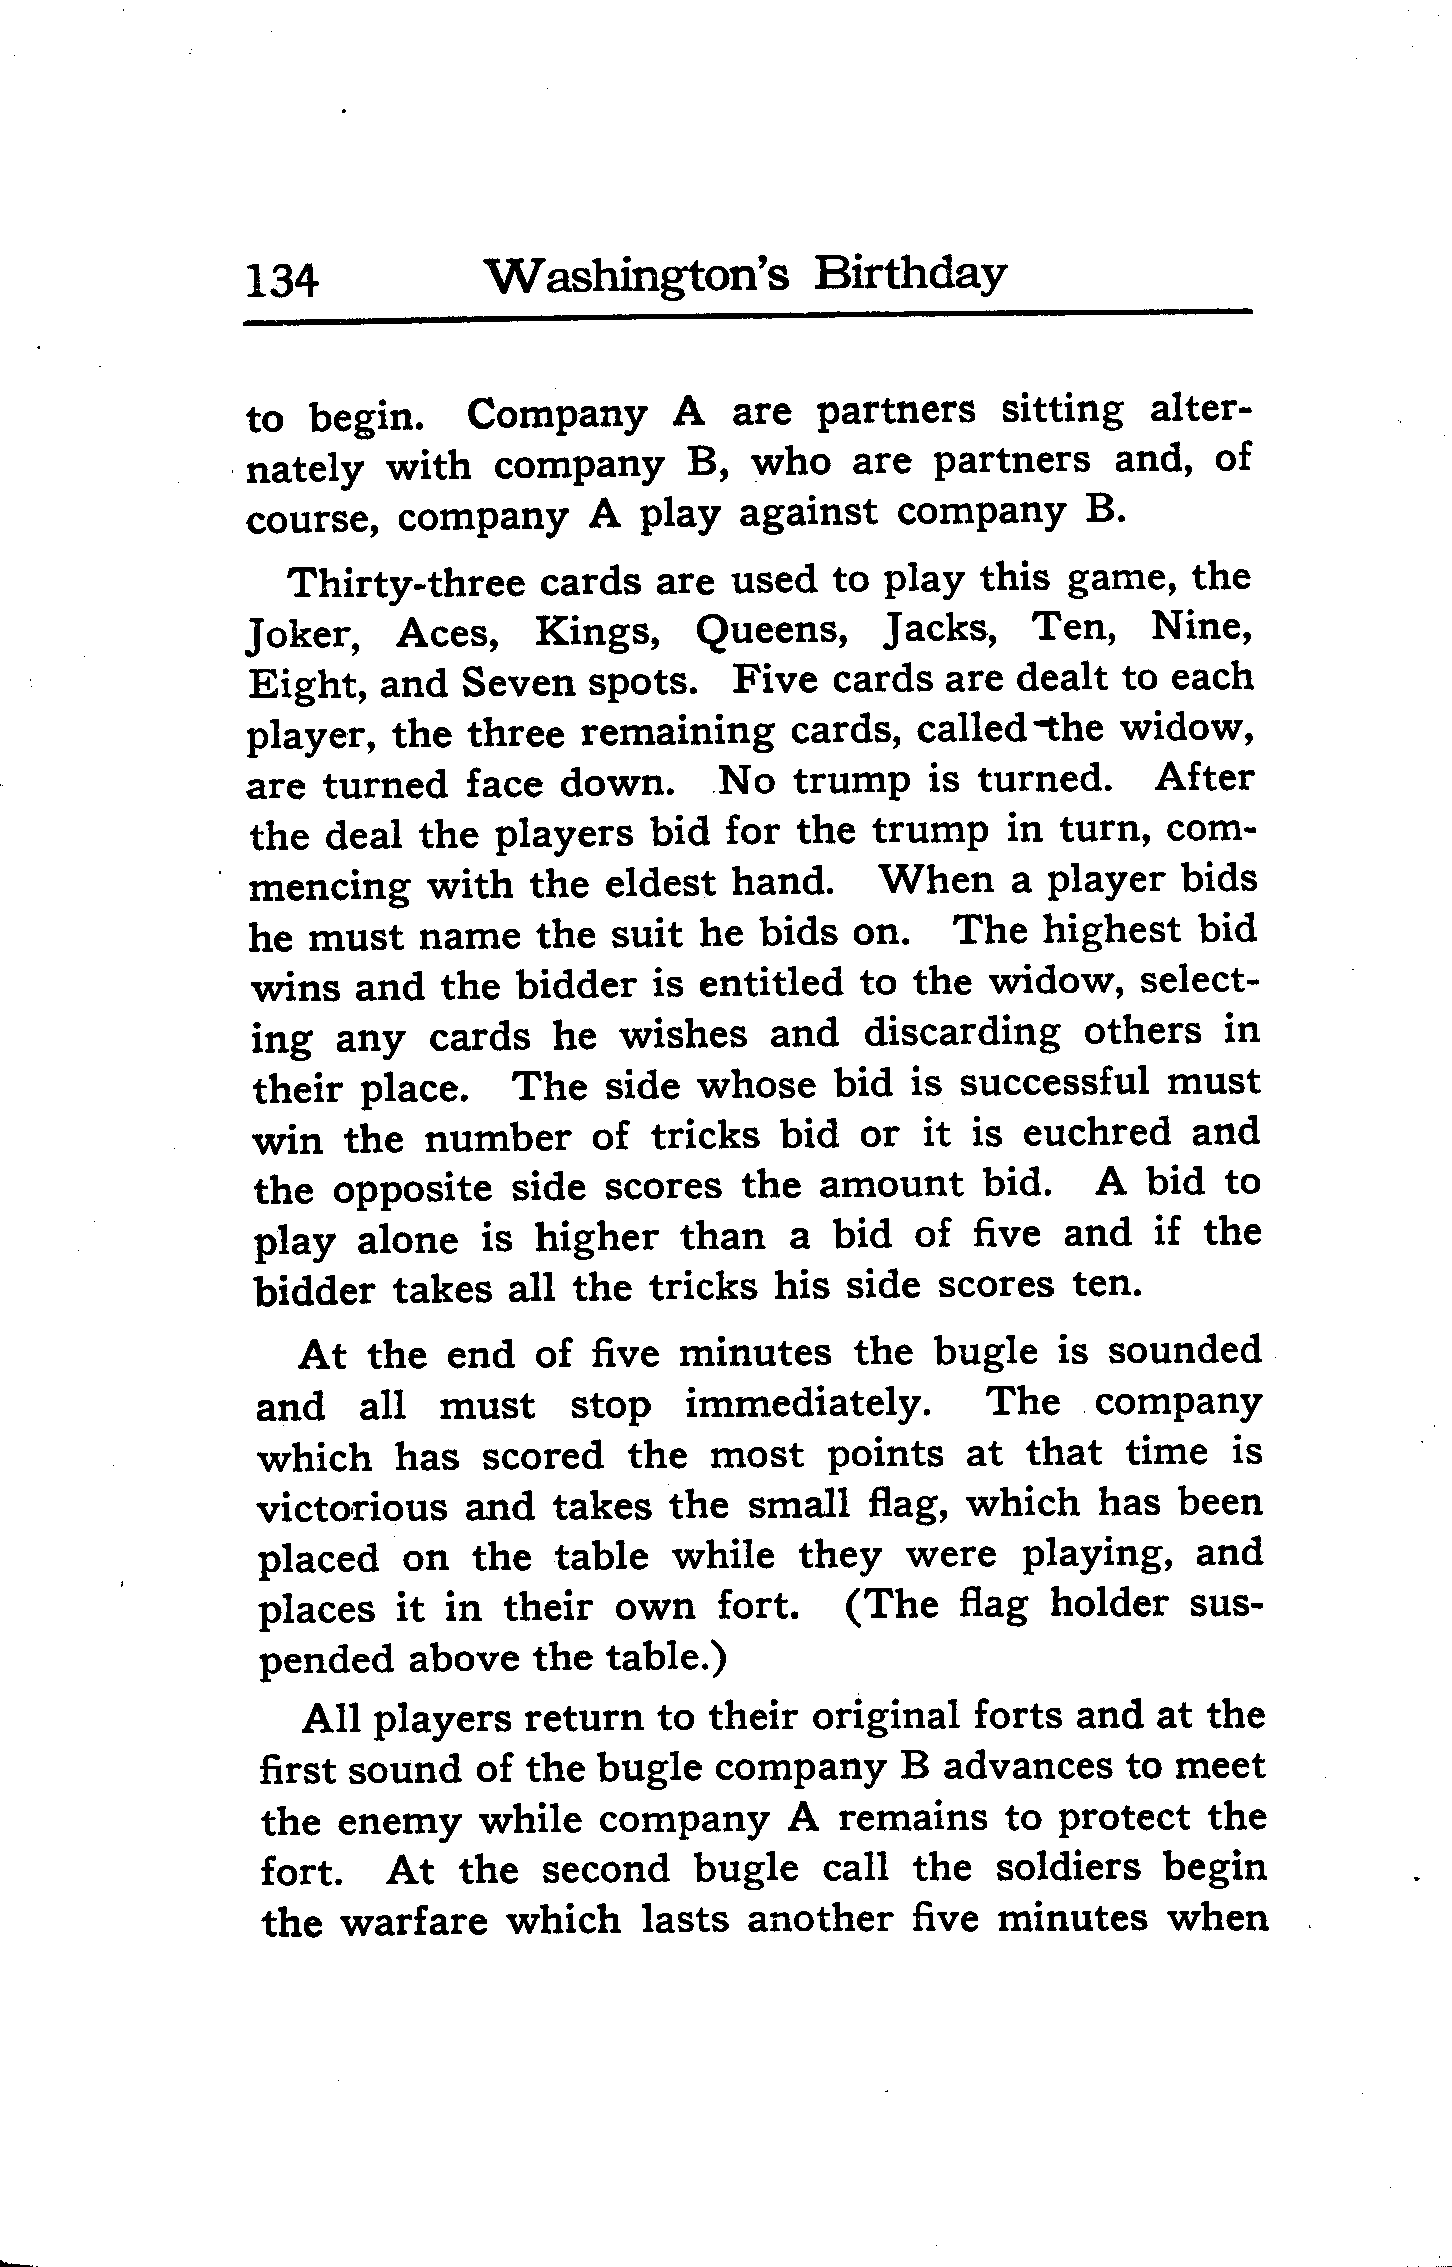 134 Washington's Birthday
to begin. Company A are partners sitting alter-
nately with company B, who are partners and, of
course, company A play against company B.
Thirty-three cards are used to play this game, the
Joker, Aces, Kings, Queens, Jacks, Ten, Nine,
Eight, and Seven spots. Five cards are dealt to each
player, the three remaining cards, called the widow,
are turned face down. No trump is turned. After
the deal the players bid for the trump in turn, com-
mencing with the eldest hand. When a player bids
he must name the suit he bids on. The highest bid
wins and the bidder is entitled to the widow, select-
ing any cards he wishes and discarding others in
their place. The side whose bid is successful must
win the number of tricks bid or it is euchred and
the opposite side scores the amount bid. A bid to
play alone is higher than a bid of five and if the
bidder takes all the tricks his side scores ten.
At the end of five minutes the bugle is sounded
and all must stop immediately. The company
which has scored the most points at that time is
victorious and takes the small flag, which has been
placed on the table while they were playing, and
places it in their own fort. (The flag holder sus-
pended above the table.)
All players return to their original forts and at the
first sound of the bugle company B advances to meet
the enemy while company A remains to protect the
fort. At the second bugle call the soldiers begin
the warfare which lasts another five minutes when